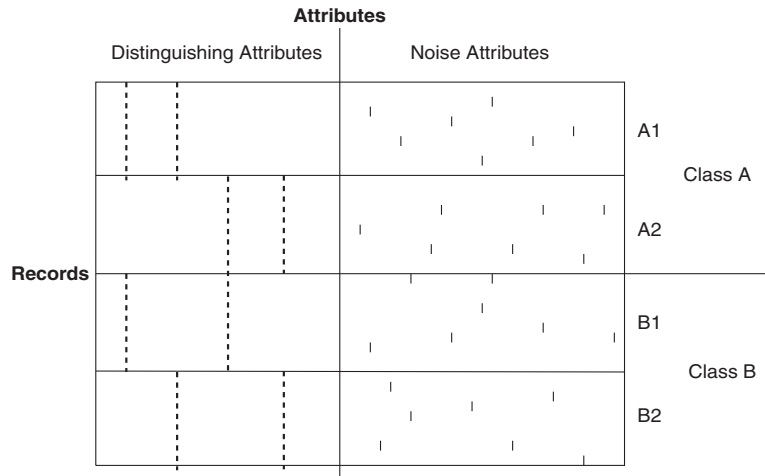 Attributes
Distinguishing Attributes
Noise Attributes
A1
Class A
A2
Records
B1
Class B
B2